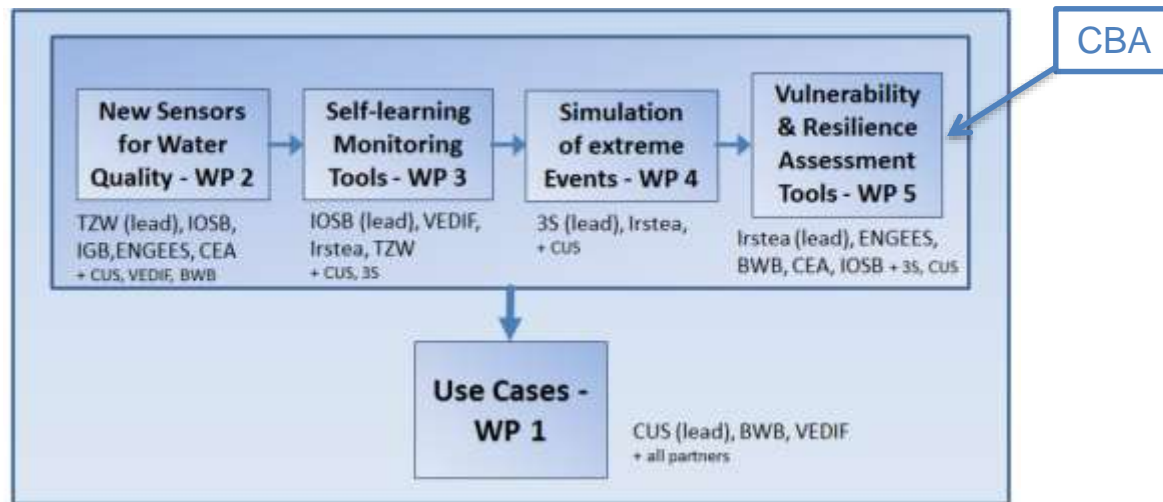 CBA
New Sensors
for Water
Quality - WP 2
TZW (lead), IOSB,
IGB,ENGEES, CEA
+ CUS, VEDIF, BWB
Self-learning
Monitoring
Tools - WP 3
IOSB (lead), VEDIF,
Irstea, TZW
+ CUS, 3S
Simulation
of extreme
Events - WP 4
3S (lead), Irstea,
+ CUS
Vulnerability
& Resilience
Assessment
Tools - WP 5
Irstea (lead), ENGEES,
BWB, CEA, IOSB + 3S, CUS
Use Cases -
WP 1
CUS (lead), BWB, VEDIF
+ all partners